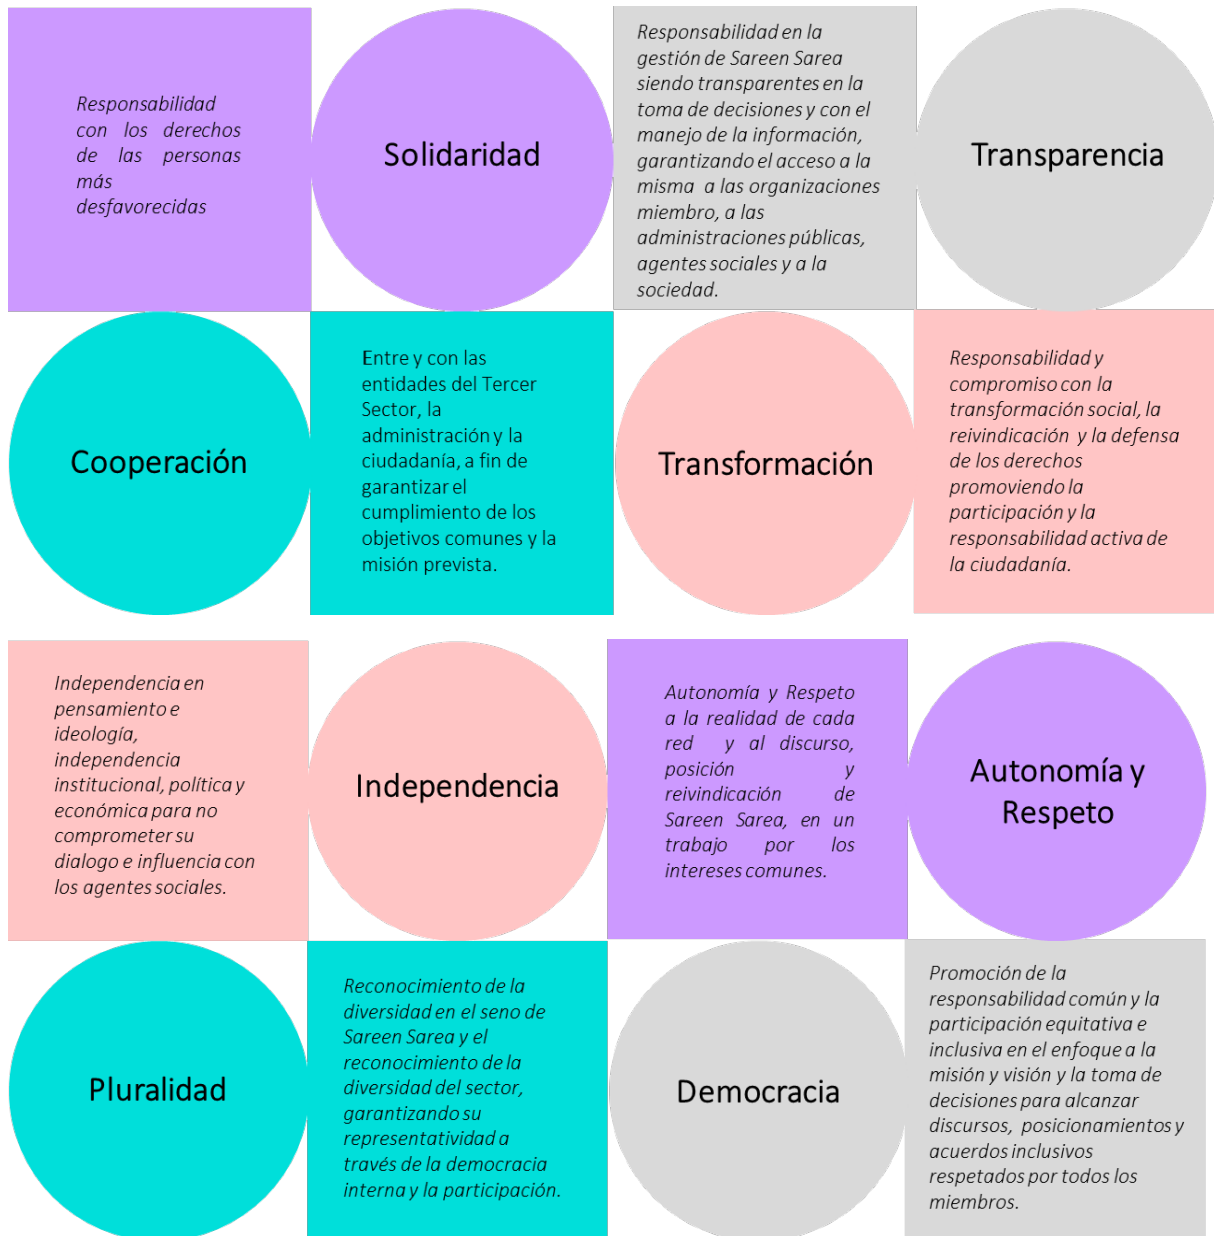 Responsabilidad
con los derechos
de las personas
más
desfavorecidas
Solidaridad
Responsabilidad en la
gestión de Sareen Sarea
siendo transparentes en la
toma de decisiones y con el
manejo de la información,
garantizando el acceso a la
misma a las organizaciones
miembro, a las
administraciones públicas,
agentes sociales y a la
sociedad.
Transparencia
Cooperación
Entre y con las
entidades del Tercer
Sector, la
administración y la
ciudadanía, a fin de
garantizar el
cumplimiento de los
objetivos comunes y la
misión prevista.
Transformación
Responsabilidad y
compromiso con la
transformación social, la
reivindicación y la defensa
de los derechos
promoviendo la
participación y la
responsabilidad activa de
la ciudadanía.
Independencia en
pensamiento e
ideología,
independencia
institucional, política y
económica para no
comprometer su
dialogo e influencia con
los agentes sociales.
Independencia
Autonomía y Respeto
a la realidad de cada
red y al discurso,
posición y
reivindicación de
Sareen Sarea, en un
trabajo por los
intereses comunes.
Autonomía y
Respeto
Pluralidad
Reconocimiento de la
diversidad en el seno de
Sareen Sarea y el
reconocimiento de la
diversidad del sector,
garantizando su
representatividad a
través de la democracia
interna y la participación.
Democracia
Promoción de la
responsabilidad común y la
participación equitativa e
inclusiva en el enfoque a la
misión y visión y la toma de
decisiones para alcanzar
discursos, posicionamientos y
acuerdos inclusivos
respetados por todos los
miembros.